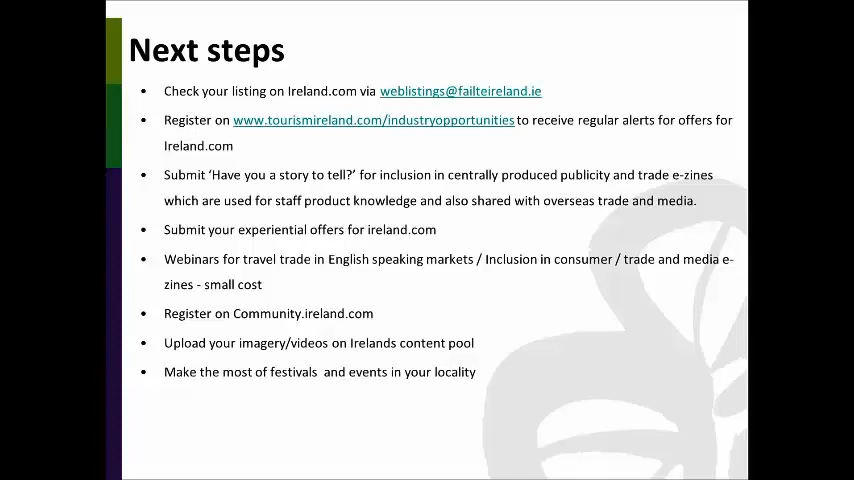 Next steps
• Check your listing on Ireland.com via weblistings@failteireland.ie
• Register on www.tourismireland.com/industryopportunities to receive regular alerts for offers for
Ireland.com
• Submit ‘Have you a story to tell?’ for inclusion in centrally produced publicity and trade e-zines
which are used for staff product knowledge and also shared with overseas trade and media.
• Submit your experiential offers for ireland.com
• Webinars for travel trade in English speaking markets / Inclusion in consumer / trade and media e-
zines - small cost
• Register on Community.ireland.com
• Upload your imagery/videos on Irelands content pool
• Make the most of festivals  and events in your locality